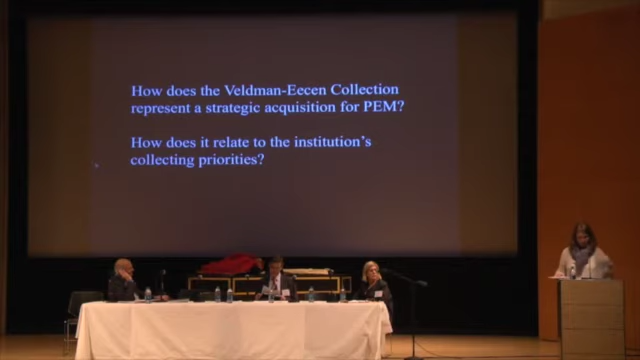 How does the Veldman-Eecen Collection
represent a strategic acquisition for PEM?
How does it relate to the institution's
collecting priorities?